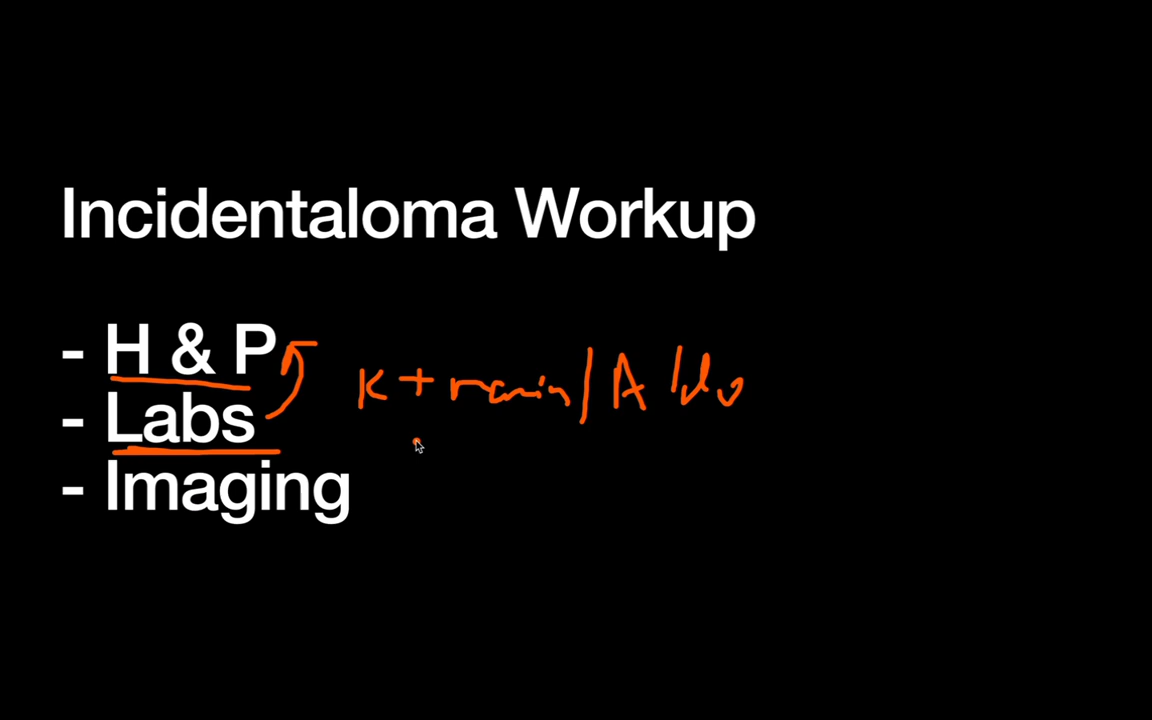 Incidentaloma Workup
- H & P
K + renin / Aldo
- Labs
- Imaging